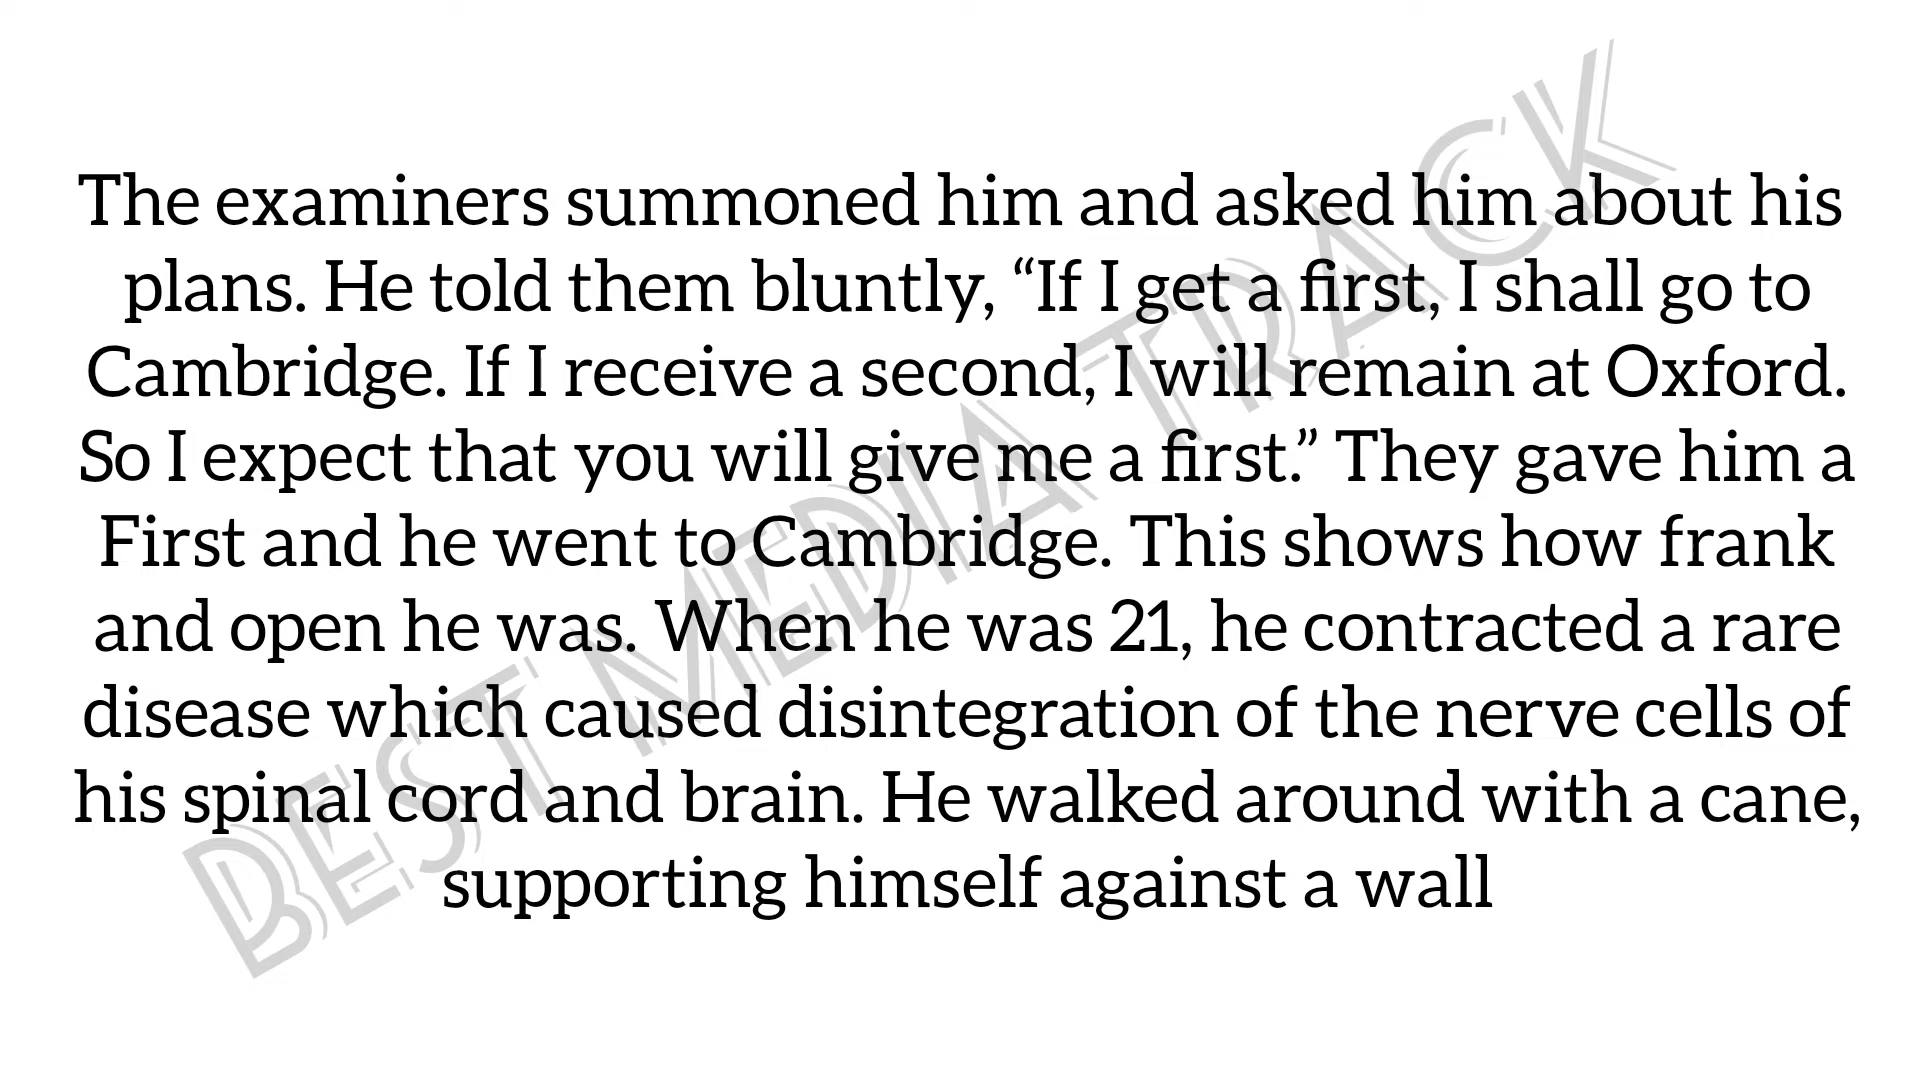 The examiners summoned him and asked him about his
plans. He told them bluntly, “If I get a first, I shall go to
Cambridge. If I receive a second, I will remain at Oxford.
So I expect that you will give me a first.” They gave him a
First and he went to Cambridge. This shows how frank
and open he was. When he was 21, he contracted a rare
disease which caused disintegration of the nerve cells of
his spinal cord and brain. He walked around with a cane,
supporting himself against a wall
BEST MEDIA TRACK